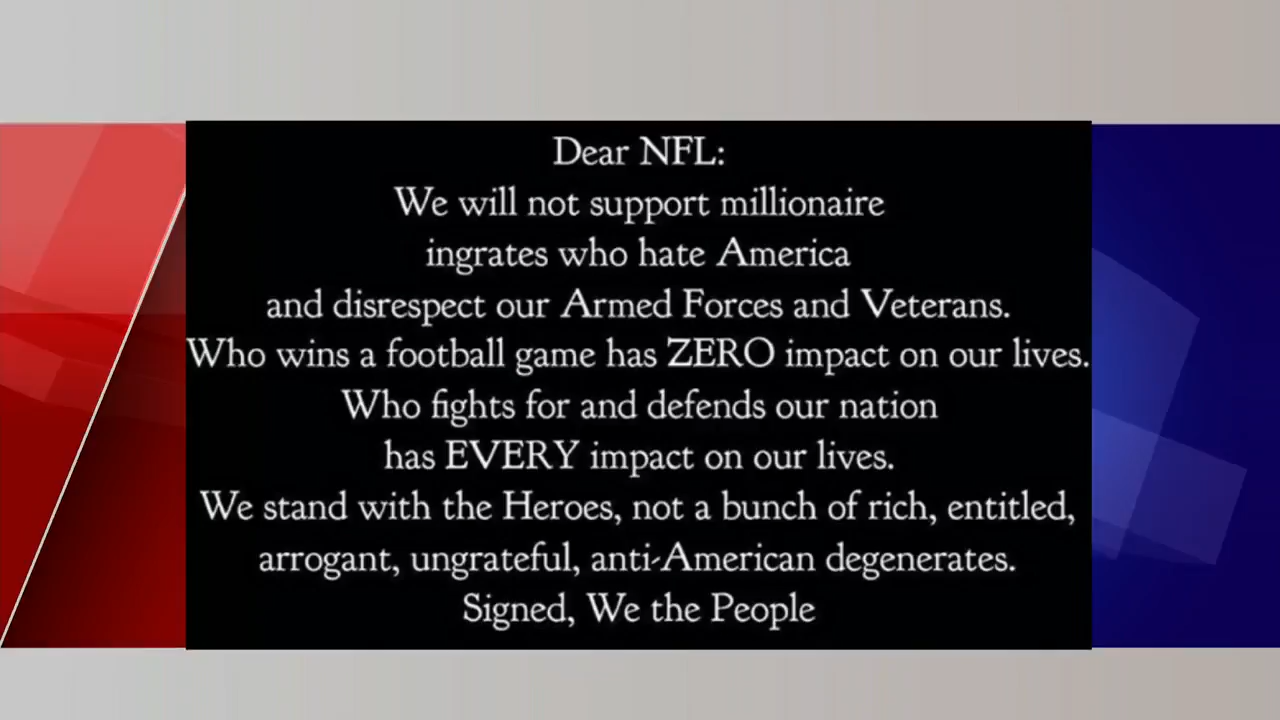 Dear NFL:
We will not support millionaire
ingrates who hate America
and disrespect our Armed Forces and Veterans.
Who wins a football game has ZERO impact on our lives.
Who fights for and defends our nation
has EVERY impact on our lives.
We stand with the Heroes, not a bunch of rich, entitled,
arrogant, ungrateful, anti-American degenerates.
Signed, We the People